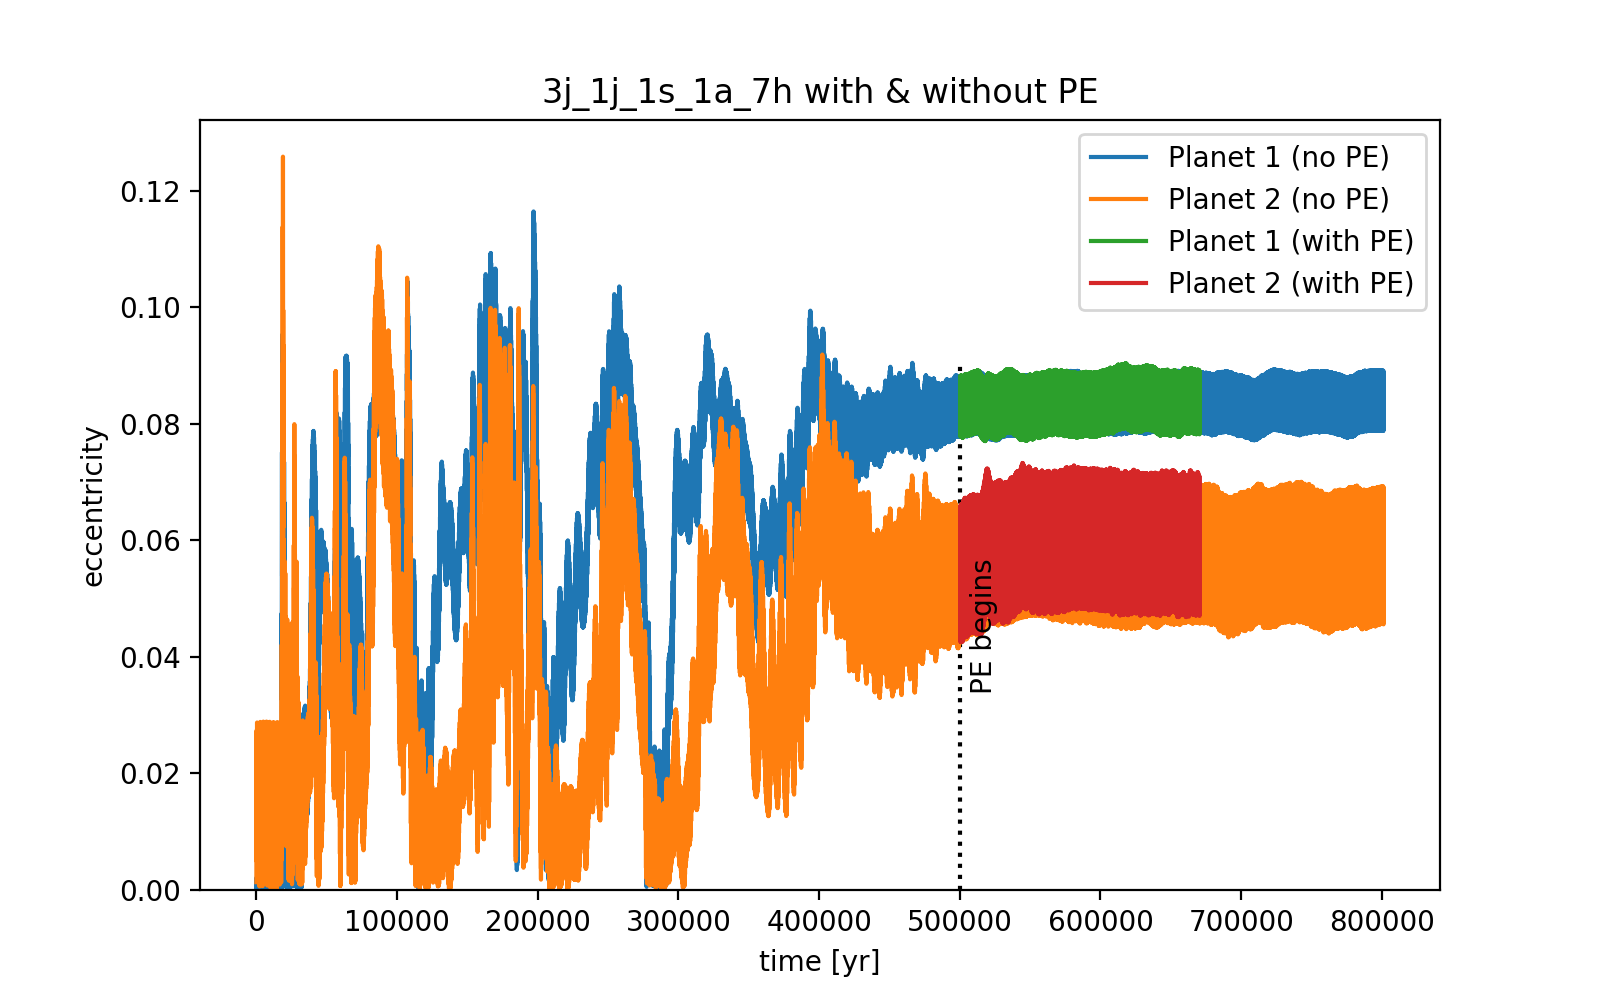 3j_1j_1s_1a_7h with & without PE
Planet 1 (no PE)
Planet 2 (no PE)
Planet 1 (with PE)
Planet 2 (with PE)
0.12
0.10
0.08
0.06
0.04
0.02
0.00
eccentricity
PE begins
0
100000
200000
300000
400000
500000
600000
700000
800000
time [yr]